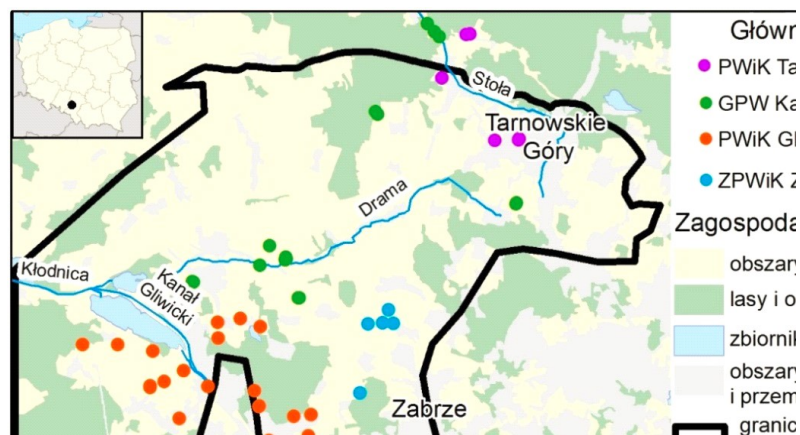 Główn
PWiK Ta
GPW Ka
PWiK Gl
ZPWiK Z
Zagospoda
obszary
lasy i o
zbiornik
obszary
i przem
granic
Stoła
Tarnowskie
Góry
Drama
Kłodnica
Kanał
Gliwicki
Zabrze